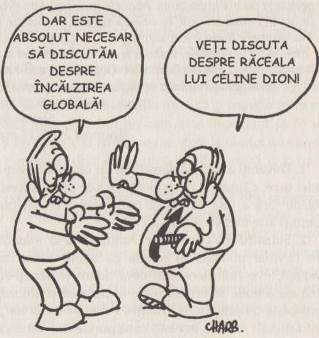 DAR ESTE
ABSOLUT NECESAR
SĂ DISCUTĂM
DESPRE
ÎNCĂLZIREA
GLOBALĂ!
VEȚI DISCUTA
DESPRE RĂCEALA
LUI CÉLINE DION!
CHARB.